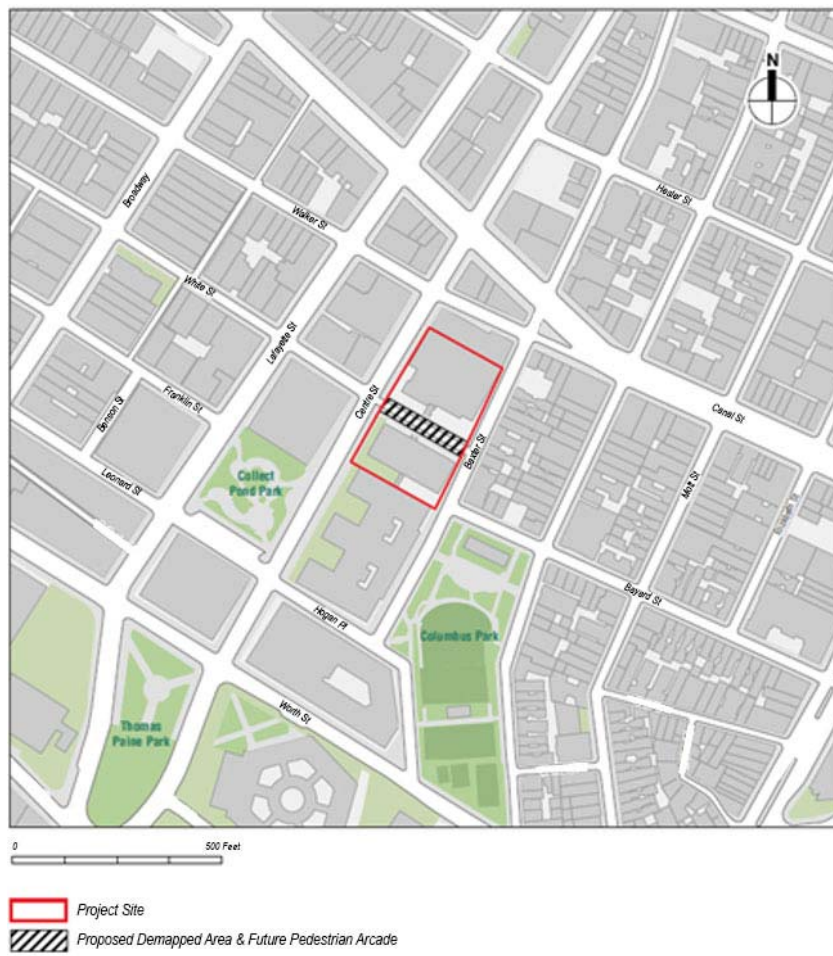 N
Broadway
Hester St
Walker St
White St
Lafayette St
Centre St
Canal St
Franklin St
Benson St
Baxter St
Mott St
Leonard St
Collect
Pond Park
Bayard St
Hogan Pl
Columbus Park
Worth St
Thomas
Paine Park
0 500 Feet
Project Site
Proposed Demapped Area & Future Pedestrian Arcade